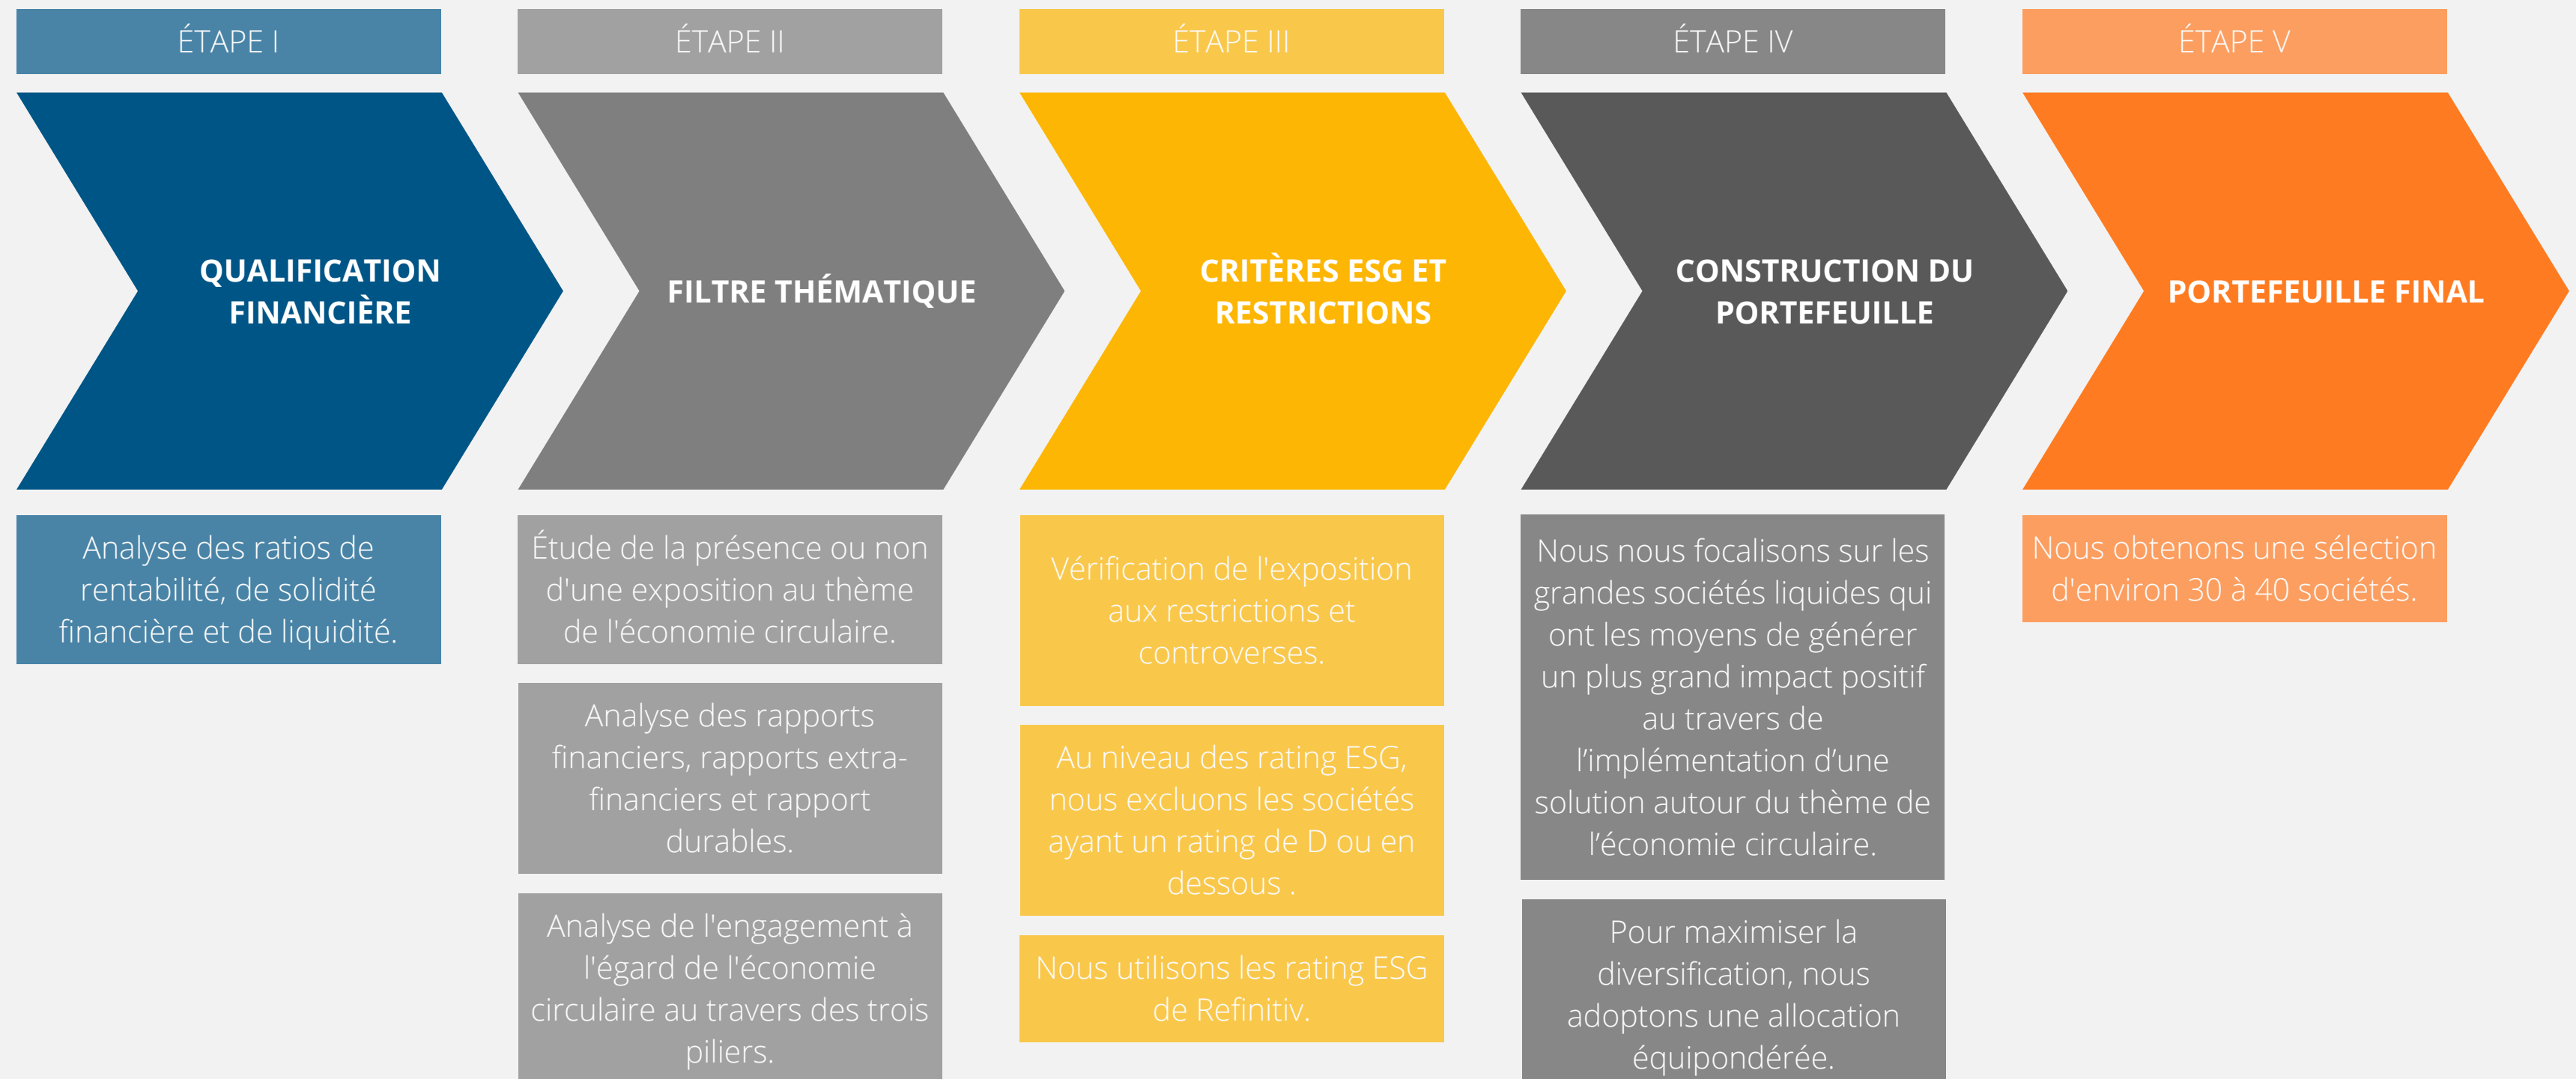 ÉTAPE I
QUALIFICATION
FINANCIÈRE
Analyse des ratios de
rentabilité, de solidité
financière et de liquidité.
ÉTAPE II
FILTRE THÉMATIQUE
Étude de la présence ou non
d'une exposition au thème
de l'économie circulaire.
Analyse des rapports
financiers, rapports extra-
financiers et rapport
durables.
Analyse de l'engagement à
l'égard de l'économie
circulaire au travers des trois
piliers.
ÉTAPE III
CRITÈRES ESG ET
RESTRICTIONS
Vérification de l'exposition
aux restrictions et
controverses.
Au niveau des rating ESG,
nous excluons les sociétés
ayant un rating de D ou en
dessous .
Nous utilisons les rating ESG
de Refinitiv.
ÉTAPE IV
CONSTRUCTION DU
PORTEFEUILLE
Nous nous focalisons sur les
grandes sociétés liquides qui
ont les moyens de générer
un plus grand impact positif
au travers de
l’implémentation d’une
solution autour du thème de
l’économie circulaire.
Pour maximiser la
diversification, nous
adoptons une allocation
équipondérée.
ÉTAPE V
PORTEFEUILLE FINAL
Nous obtenons une sélection
d'environ 30 à 40 sociétés.